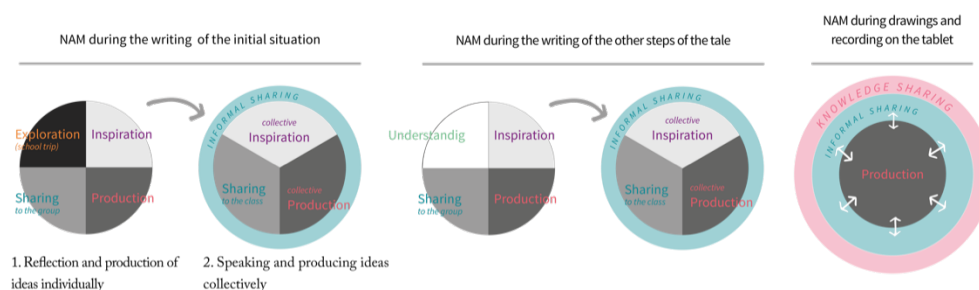 NAM during the writing of the initial situation
Exploration
(school trip)
Inspiration
Sharing
to the group
Production
INFORMAL SHARING
collective
Inspiration
Sharing
to the class
collective
Production
1. Reflection and production of
ideas individually
2. Speaking and producing ideas
collectively
NAM during the writing of the other steps of the tale
Understandig
Inspiration
Sharing
to the group
Production
INFORMAL SHARING
collective
Inspiration
Sharing
to the class
collective
Production
NAM during drawings and
recording on the tablet
KNOWLEDGE SHARING
INFORMAL SHARING
Production